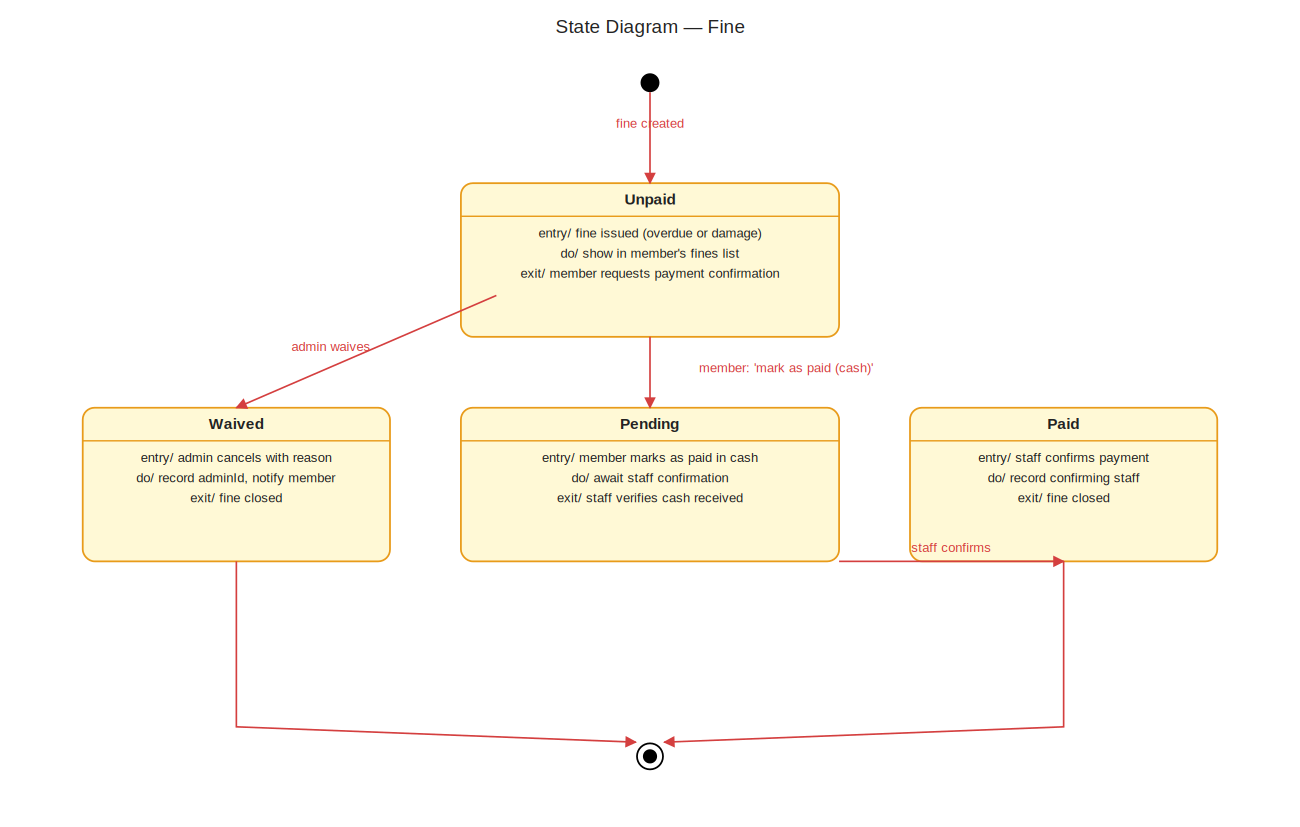 State Diagram — Fine
fine created
Unpaid
entry/ fine issued (overdue or damage)
do/ show in member's fines list
exit/ member requests payment confirmation
admin waives
member: 'mark as paid (cash)'
Waived
entry/ admin cancels with reason
do/ record adminId, notify member
exit/ fine closed
Pending
entry/ member marks as paid in cash
do/ await staff confirmation
exit/ staff verifies cash received
Paid
entry/ staff confirms payment
do/ record confirming staff
exit/ fine closed
staff confirms